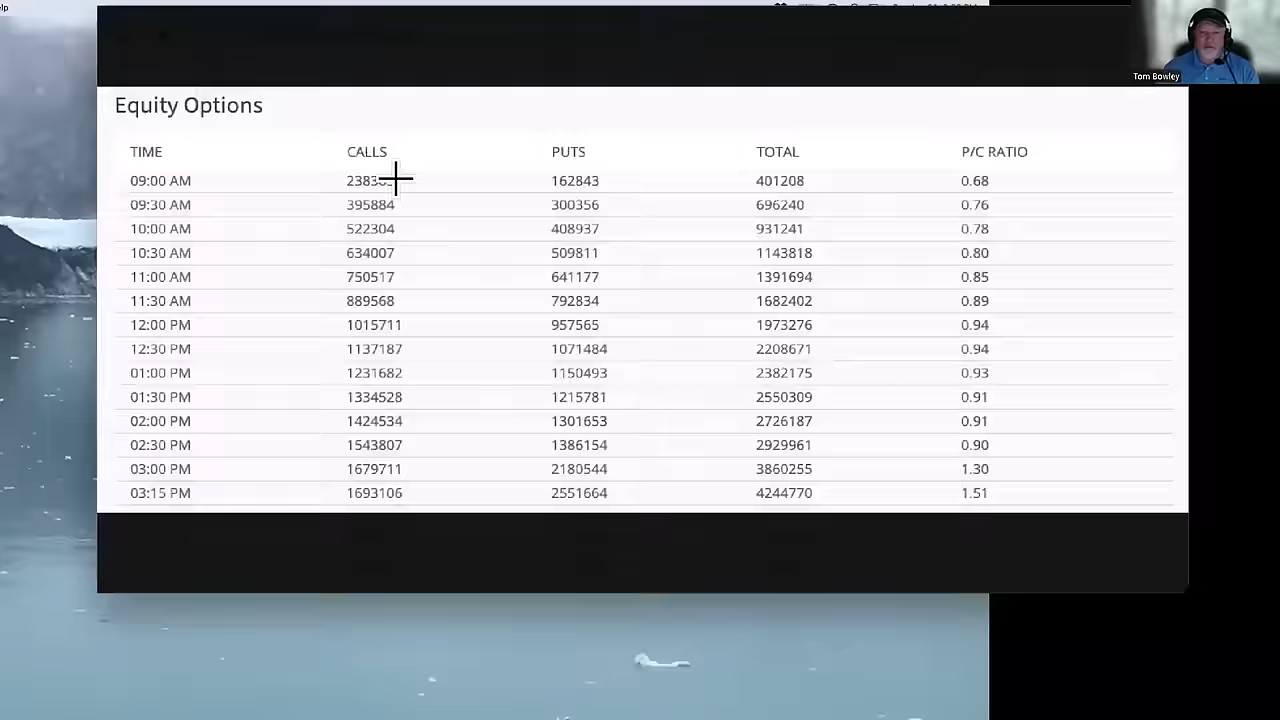 elp
Tom Bowley
Equity Options
TIME CALLS PUTS TOTAL P/C RATIO
09:00 AM 162843 401208 0.68
09:30 AM 395884 300356 696240 0.76
10:00 AM 522304 408937 931241 0.78
10:30 AM 634007 509811 1143818 0.80
11:00 AM 750517 641177 1391694 0.85
11:30 AM 889568 792834 1682402 0.89
12:00 PM 1015711 957565 1973276 0.94
12:30 PM 1137187 1071484 2208671 0.94
01:00 PM 1231682 1150493 2382175 0.93
01:30 PM 1334528 1215781 2550309 0.91
02:00 PM 1424534 1301653 2726187 0.91
02:30 PM 1543807 1386154 2929961 0.90
03:00 PM 1679711 2180544 3860255 1.30
03:15 PM 1693106 2551664 4244770 1.51